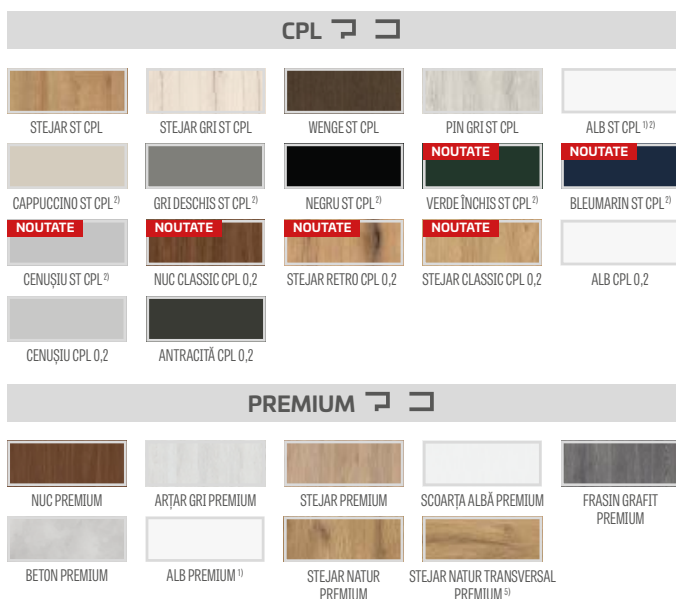 CPL
STEJAR ST CPL
STEJAR GRI ST CPL
WENGE ST CPL
PIN GRI ST CPL
ALB ST CPL 1) 2)
NOUTATE
NOUTATE
CAPPUCCINO ST CPL 2)
GRI DESCHIS ST CPL 2)
NEGRU ST CPL 2)
VERDE ÎNCHIS ST CPL 2)
BLEUMARIN ST CPL 2)
NOUTATE
NOUTATE
NOUTATE
NOUTATE
CENUȘIU ST CPL 2)
NUC CLASSIC CPL 0,2
STEJAR RETRO CPL 0,2
STEJAR CLASSIC CPL 0,2
ALB CPL 0,2
CENUȘIU CPL 0,2
ANTRACITĂ CPL 0,2
PREMIUM
NUC PREMIUM
ARȚAR GRI PREMIUM
STEJAR PREMIUM
SCOARȚA ALBĂ PREMIUM
FRASIN GRAFIT
PREMIUM
BETON PREMIUM
ALB PREMIUM 1)
STEJAR NATUR
PREMIUM
STEJAR NATUR TRANSVERSAL
PREMIUM 5)